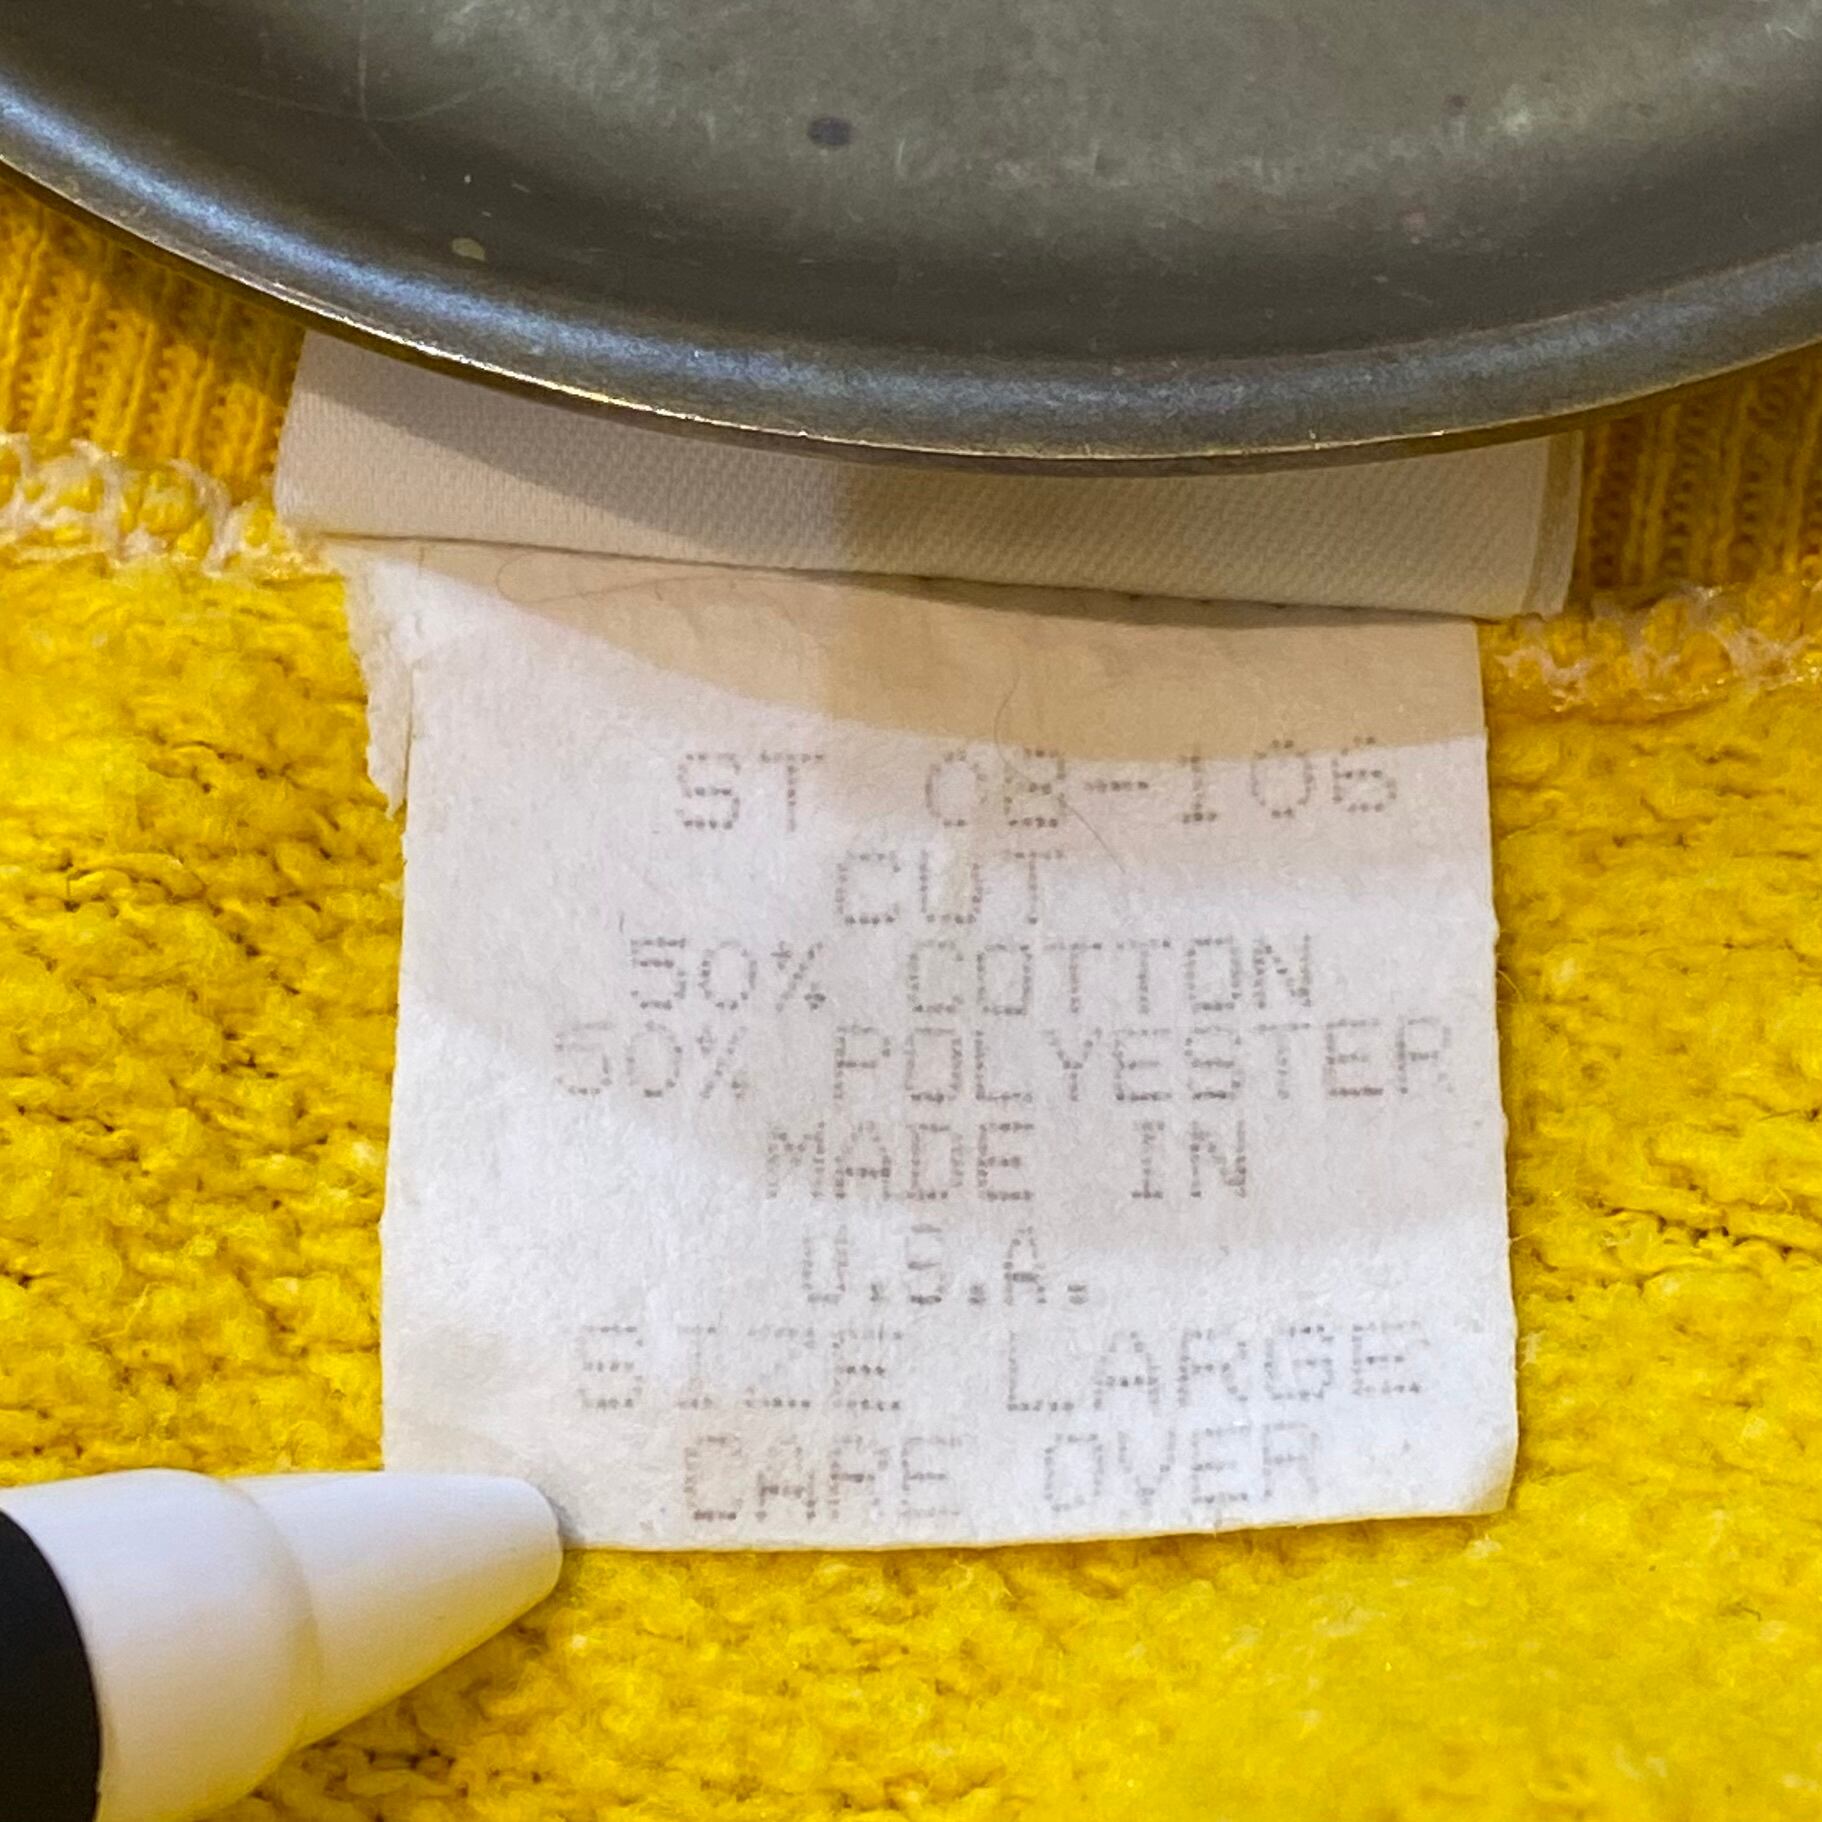 ST 08-106
CUT
50% COTTON
50% POLYESTER
MADE IN
U.S.A.
SIZE LARGE
CARE OVER